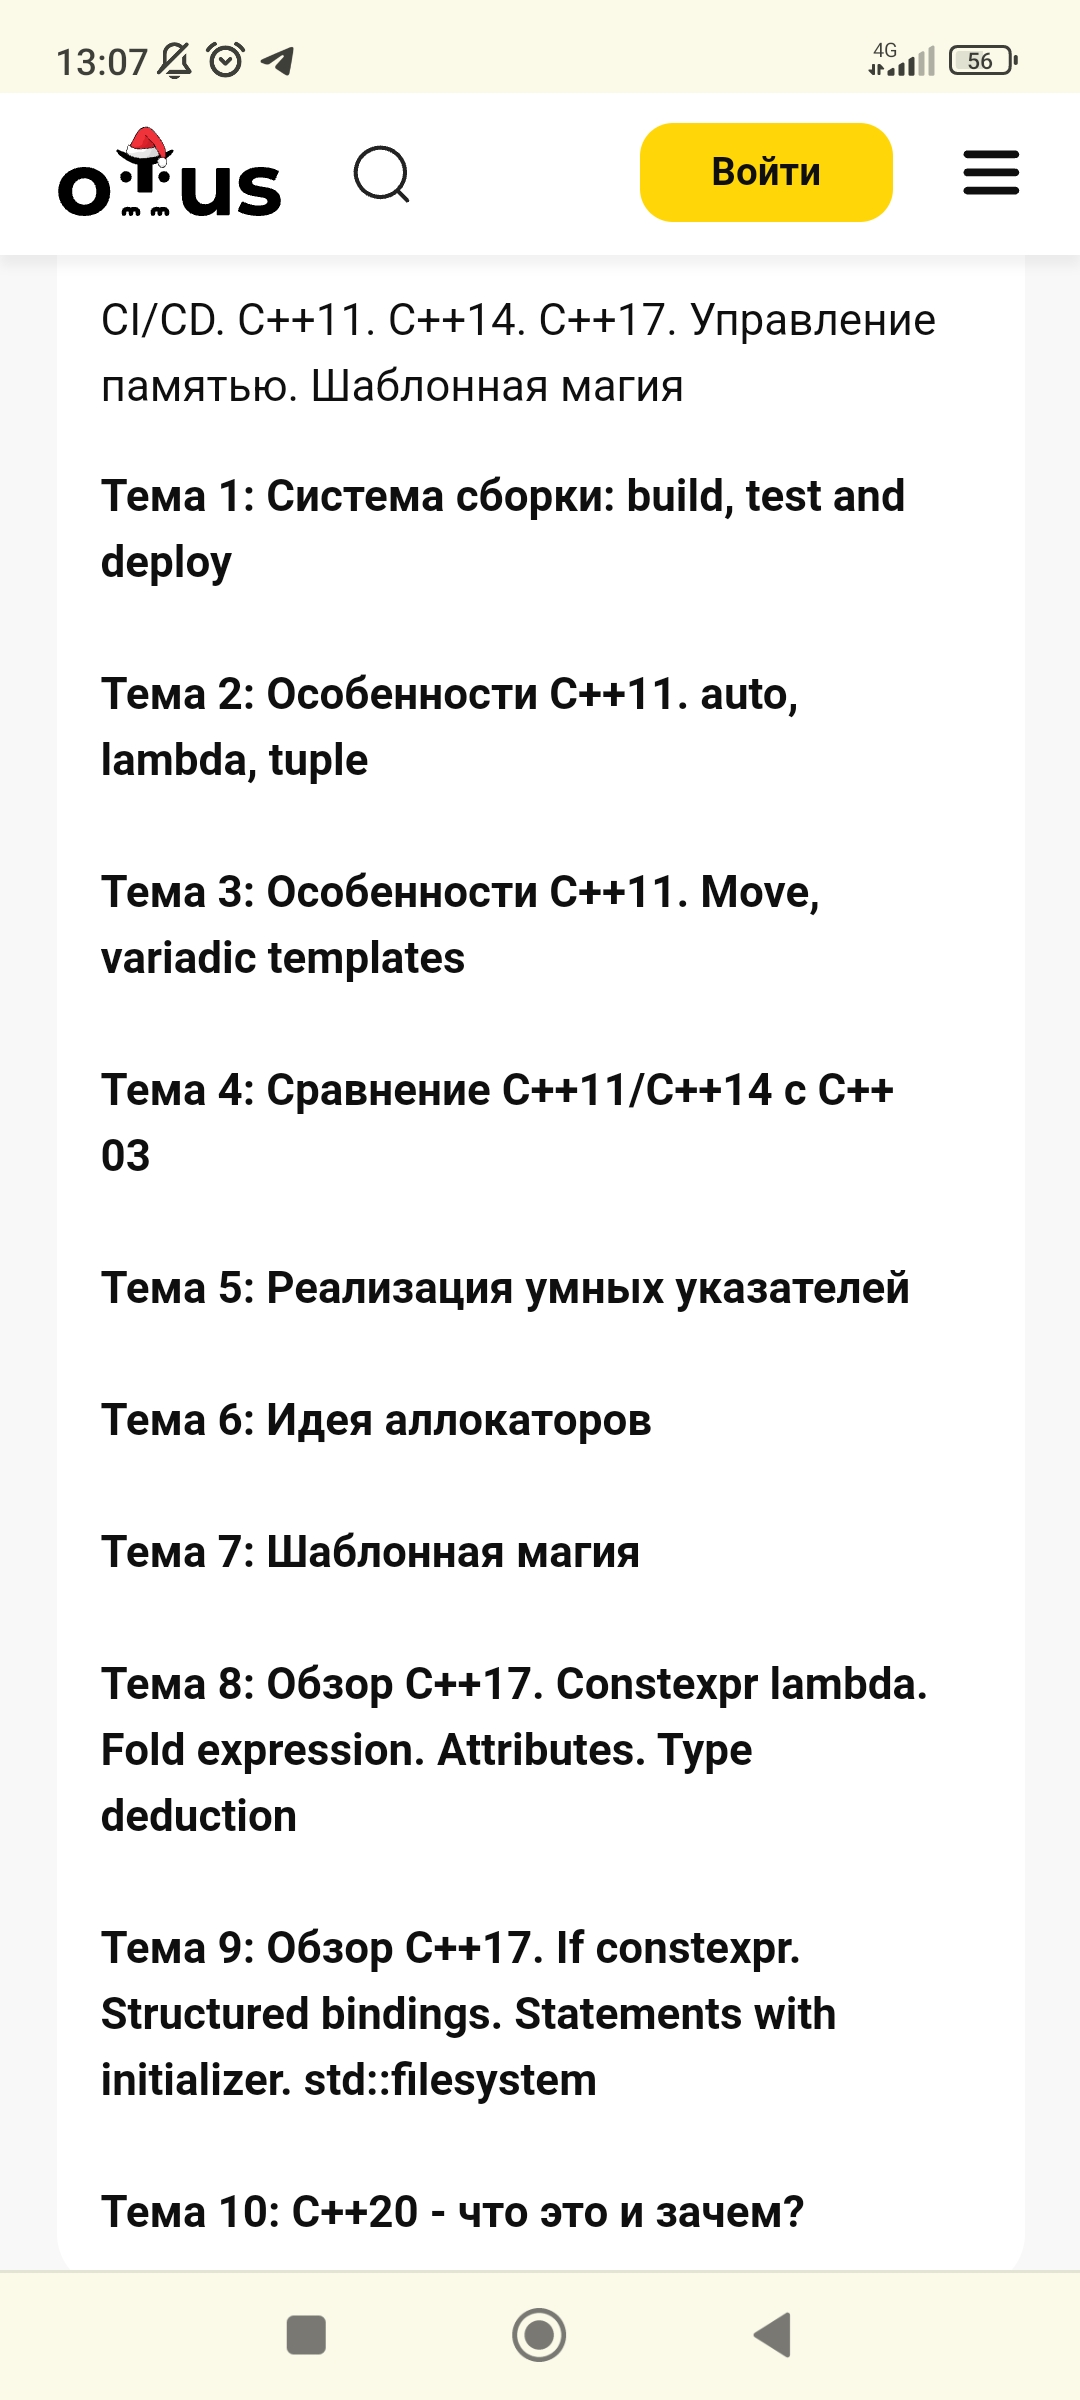 13:07
4G
56
otus
Войти
CI/CD. C++11. C++14. C++17. Управление
памятью. Шаблонная магия
Тема 1: Система сборки: build, test and
deploy
Тема 2: Особенности C++11. auto,
lambda, tuple
Тема 3: Особенности C++11. Move,
variadic templates
Тема 4: Сравнение C++11/C++14 с C++
03
Тема 5: Реализация умных указателей
Тема 6: Идея аллокаторов
Тема 7: Шаблонная магия
Тема 8: Обзор C++17. Constexpr lambda.
Fold expression. Attributes. Type
deduction
Тема 9: Обзор C++17. If constexpr.
Structured bindings. Statements with
initializer. std::filesystem
Тема 10: C++20 - что это и зачем?